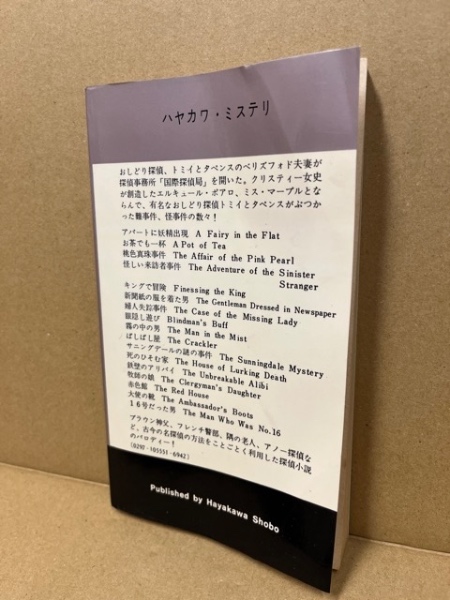 ハヤカワ・ミステリ
おしどり探偵、トミイとタペンスのベリズフォド夫妻が
探偵事務所「国際探偵局」を開いた。クリスティー女史
が創造したエルキュール・ポアロ、ミス・マープルとな
らんで、有名なおしどり探偵トミイとタペンスがぶつか
った難事件、怪事件の数々！
アパートに妖精出現 A Fairy in the Flat
お茶でも一杯 A Pot of Tea
桃色真珠事件 The Affair of the Pink Pearl
怪しい来訪者事件 The Adventure of the Sinister
Stranger
キングで冒険 Finessing the King
新聞紙の服を着た男 The Gentleman Dressed in Newspaper
婦人失踪事件 The Case of the Missing Lady
眼隠し遊び Blindman's Buff
霧の中の男 The Man in the Mist
ぱしぱし屋 The Crackler
サニングデールの謎の事件 The Sunningdale Mystery
死のひそむ家 The House of Lurking Death
鉄壁のアリバイ The Unbreakable Alibi
牧師の娘 The Clergyman's Daughter
赤色館 The Red House
大使の靴 The Ambassador's Boots
16号だった男 The Man Who Was No.16
ブラウン神父、フレンチ警部、隅の老人、アノー探偵な
ど、古今の名探偵の方法をことごとく利用した探偵小説
のパロディー！
(0297-105551-6942)
Published by Hayakawa Shobo